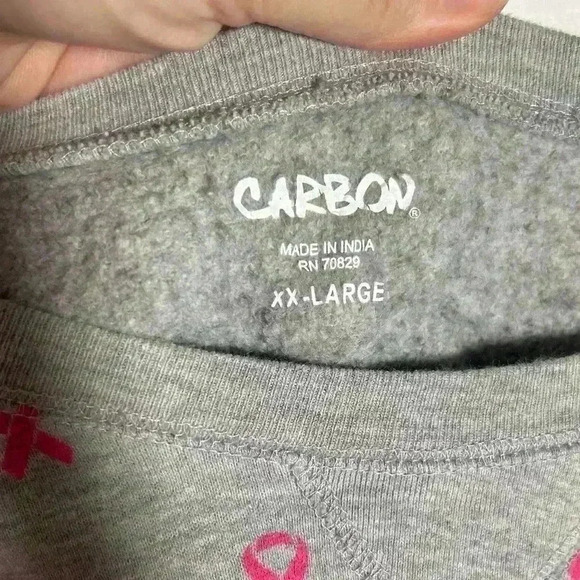 CARBON®
MADE IN INDIA
RN 70829
XX-LARGE